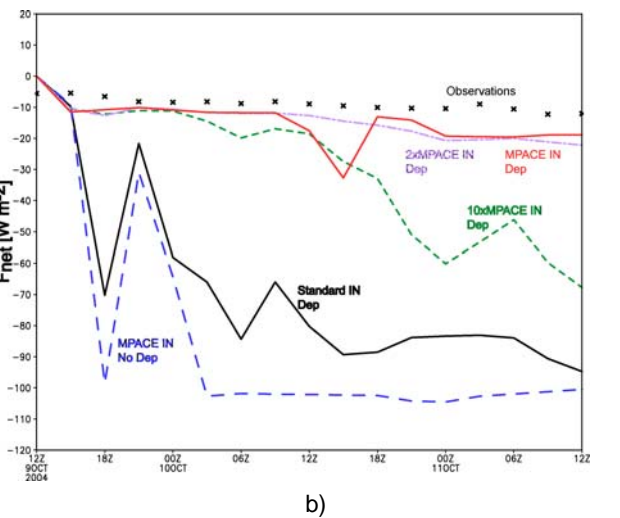 20
10
0
-10
-20
-30
-40
-50
-60
-70
-80
-90
-100
-110
-120
Fnet [W m-2]
Observations
2xMPACE IN
Dep
MPACE IN
Dep
10xMPACE IN
Dep
Standard IN
Dep
MPACE IN
No Dep
12Z 18Z 00Z 06Z 12Z 18Z 00Z 06Z 12Z
9OCT 10OCT 11OCT
2004
b)